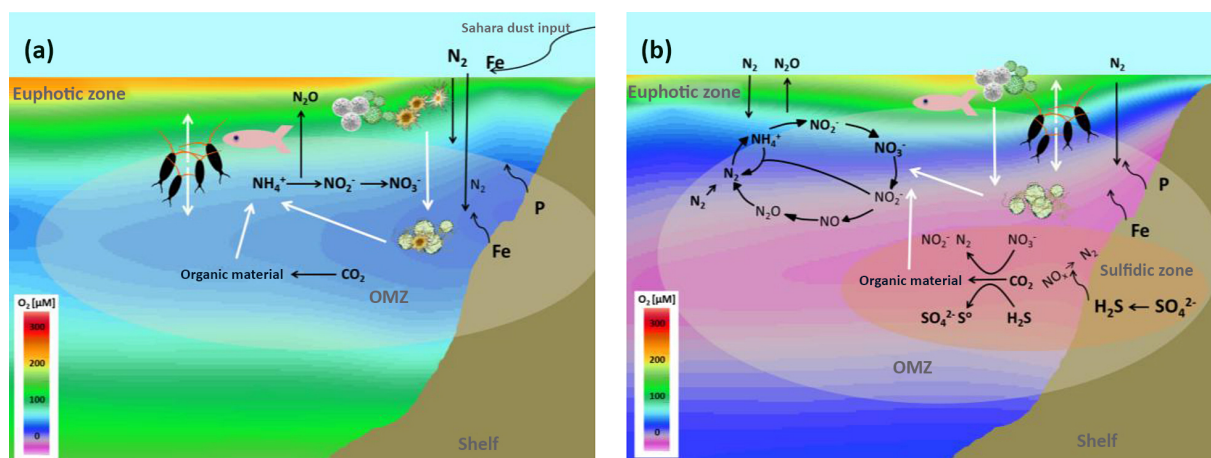 (a)
Sahara dust input
N₂
Fe
Euphotic zone
N₂O
NH₄⁺
NO₂⁻
NO₃⁻
N₂
P
Fe
Organic material
CO₂
OMZ
O₂ [µM]
300
200
100
0
Shelf
(b)
N₂
N₂O
N₂
Euphotic zone
NO₂⁻
NH₄⁺
NO₃⁻
N₂
P
N₂
NO₂⁻
N₂O
NO
Fe
NO₂⁻ N₂
NO₃⁻
NOₓ
N₂
Sulfidic zone
Organic material
CO₂
SO₄²⁻ S⁰
H₂S
H₂S
SO₄²⁻
O₂ [µM]
300
200
100
0
OMZ
Shelf